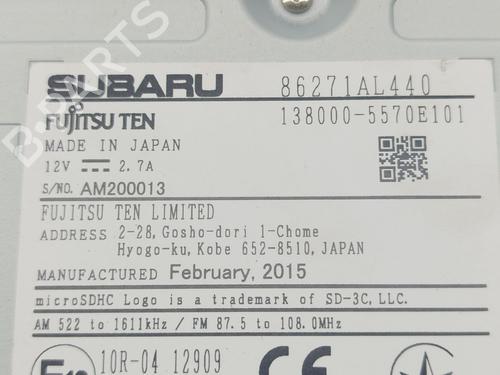 SUBARU 86271AL440
FUJITSU TEN 138000-5570E101
MADE IN JAPAN
12V 2.7A
S/NO. AM200013
FUJITSU TEN LIMITED
ADDRESS 2-28, Gosho-dori 1-Chome
Hyogo-ku, Kobe 652-8510, JAPAN
MANUFACTURED February, 2015
microSDHC Logo is a trademark of SD-3C, LLC.
AM 522 to 1611kHz / FM 87.5 to 108.0MHz
10R-04 12909 CE
B-PARTS